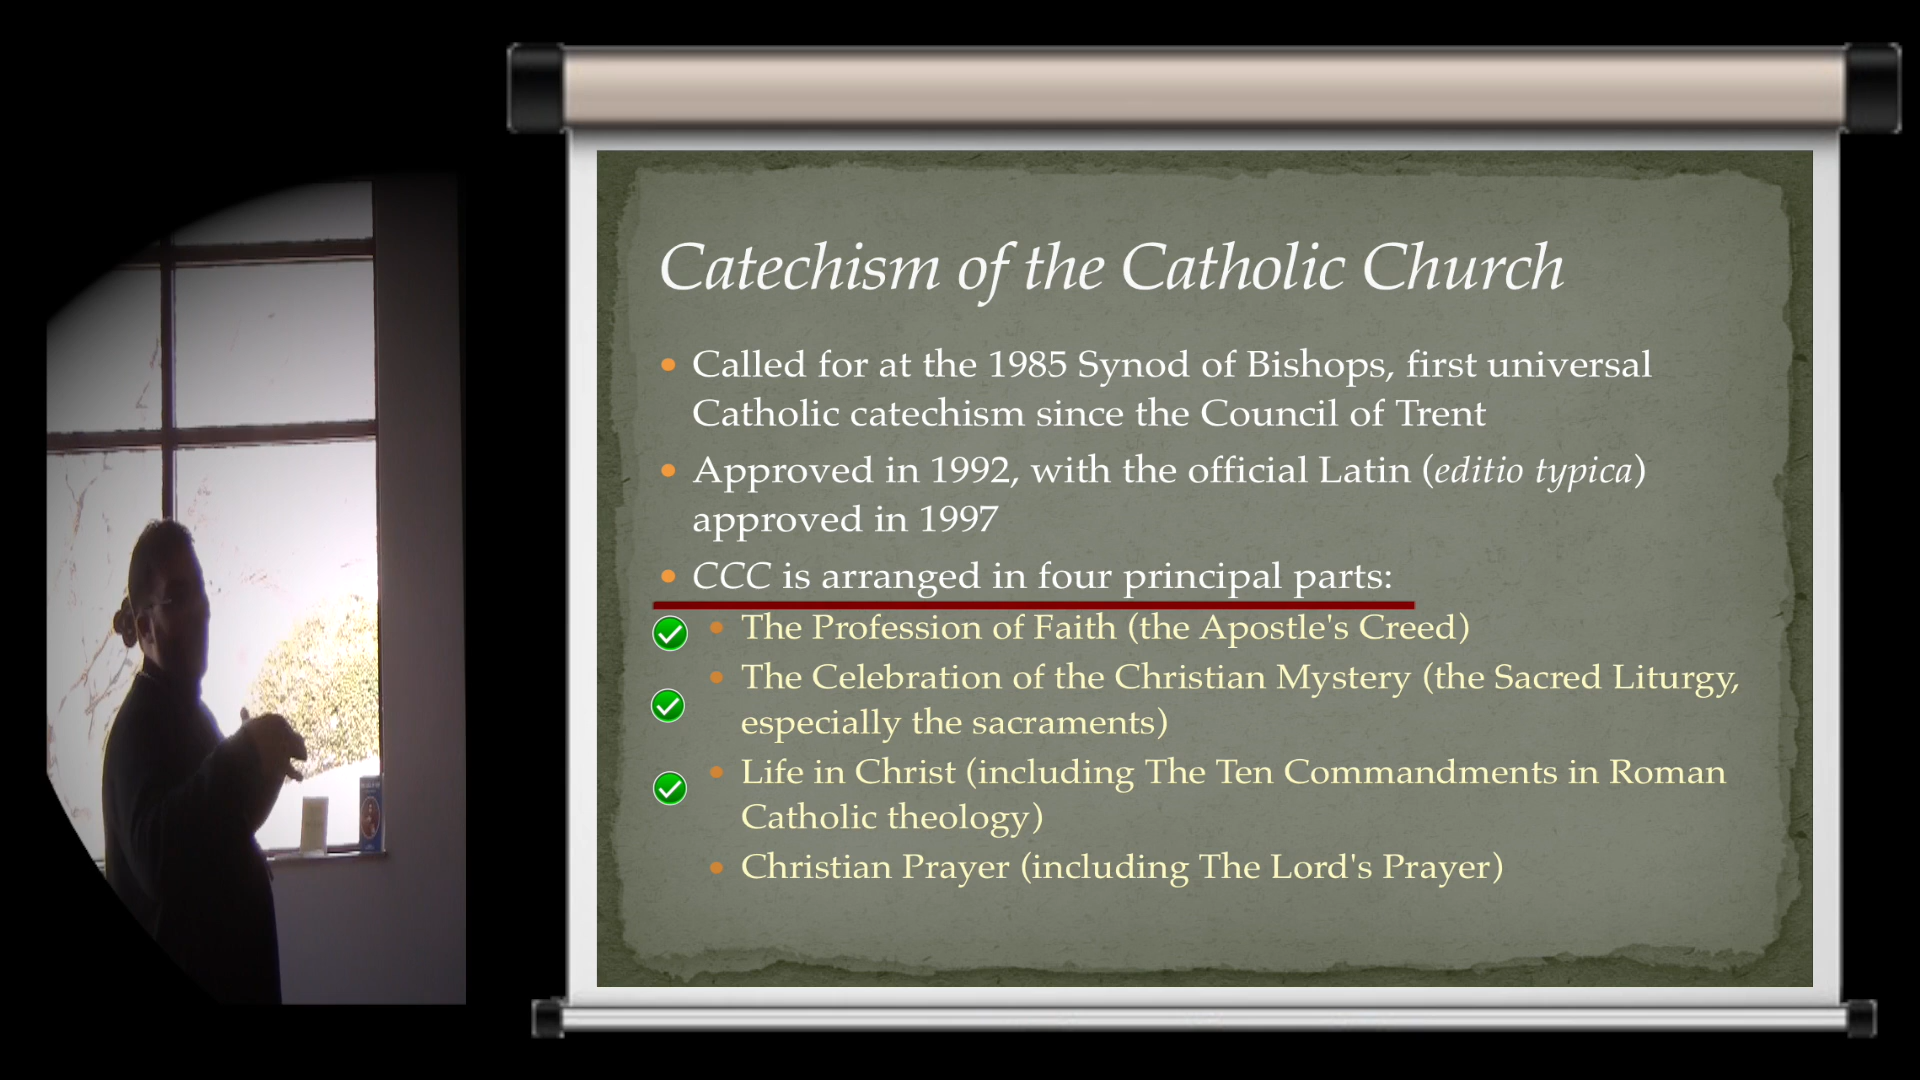 Catechism of the Catholic Church
• Called for at the 1985 Synod of Bishops, first universal
Catholic catechism since the Council of Trent
• Approved in 1992, with the official Latin (editio typica)
approved in 1997
• CCC is arranged in four principal parts:
• The Profession of Faith (the Apostle's Creed)
• The Celebration of the Christian Mystery (the Sacred Liturgy,
especially the sacraments)
• Life in Christ (including The Ten Commandments in Roman
Catholic theology)
• Christian Prayer (including The Lord's Prayer)